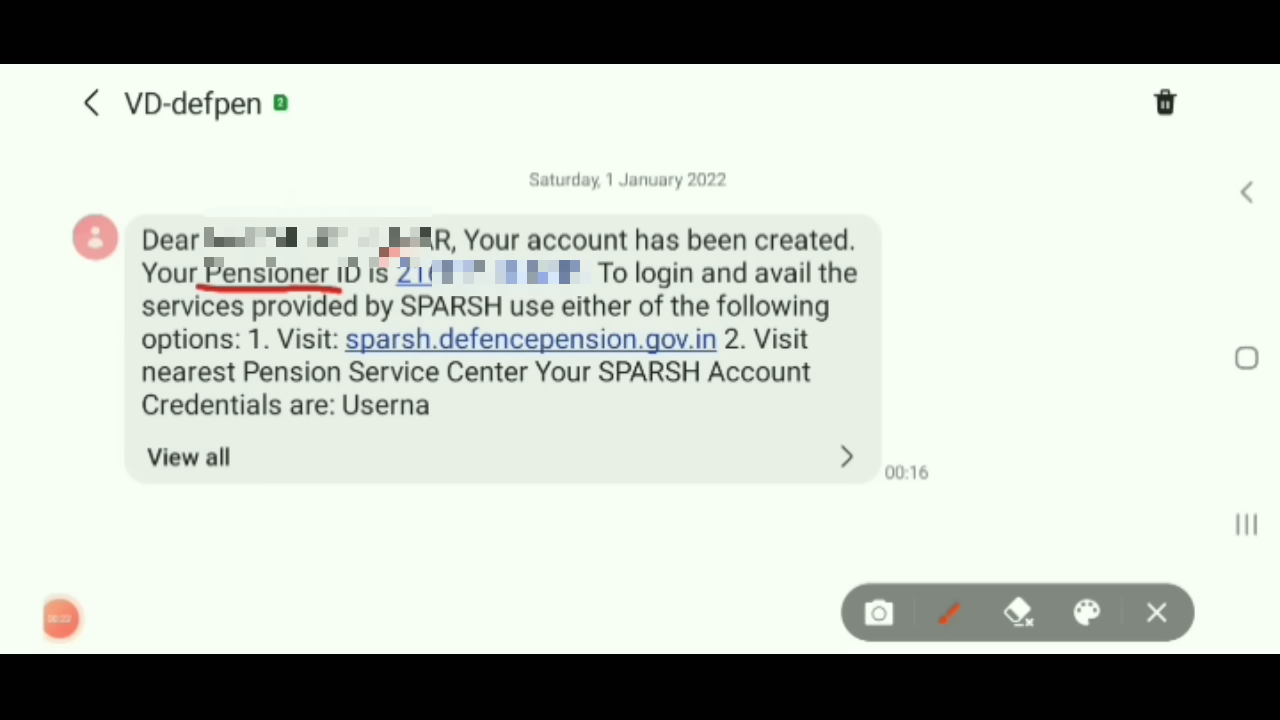 VD-defpen 2
Saturday, 1 January 2022
Dear R, Your account has been created.
Your Pensioner ID is To login and avail the
services provided by SPARSH use either of the following
options: 1. Visit: sparsh.defencepension.gov.in 2. Visit
nearest Pension Service Center Your SPARSH Account
Credentials are: Userna
View all
00:16